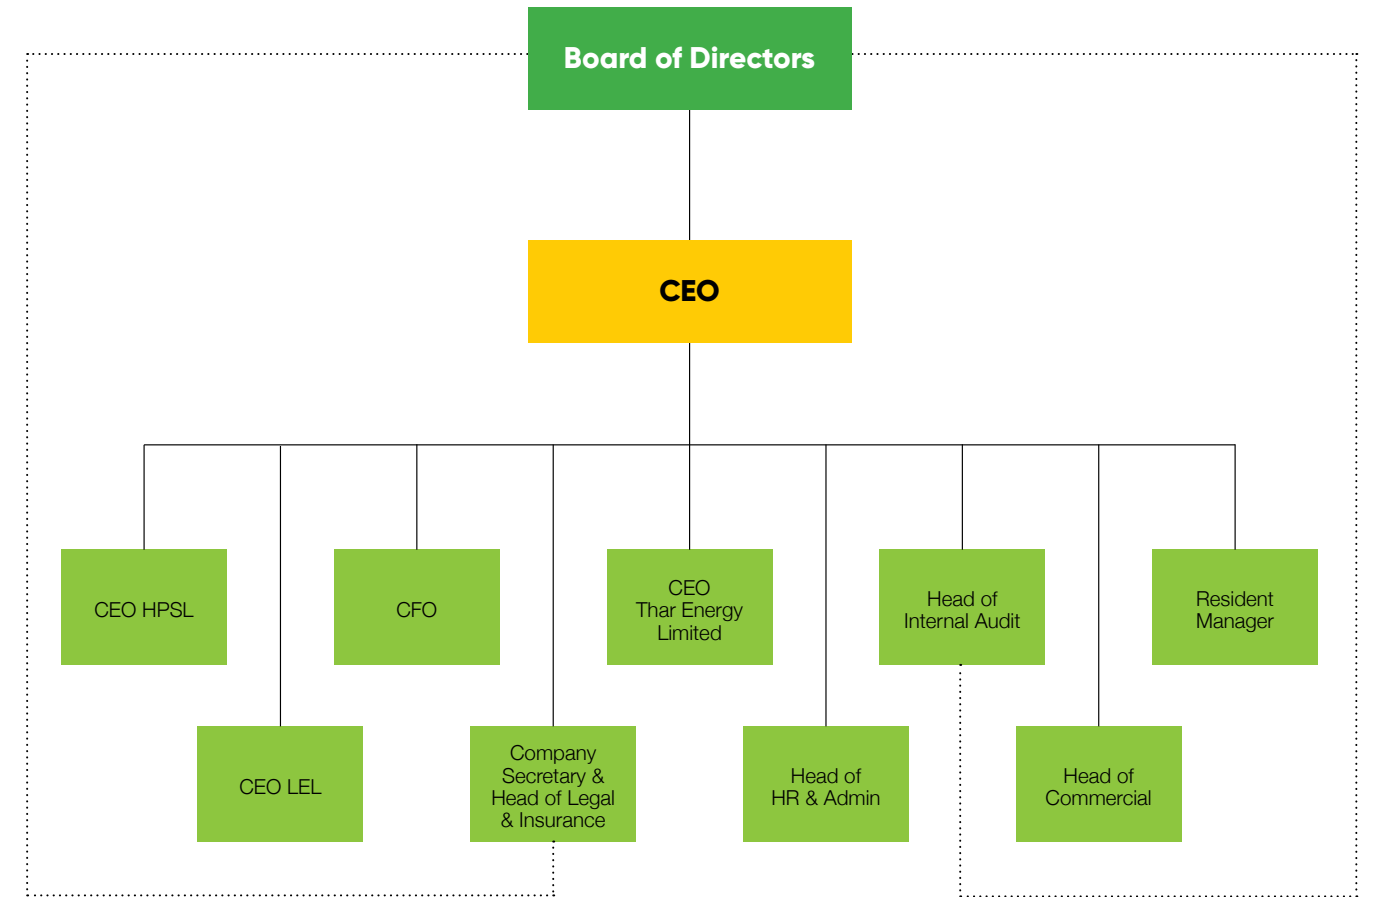 Board of Directors
CEO
CEO HPSL
CFO
CEO
Thar Energy
Limited
Head of
Internal Audit
Resident
Manager
CEO LEL
Company
Secretary &
Head of Legal
& Insurance
Head of
HR & Admin
Head of
Commercial